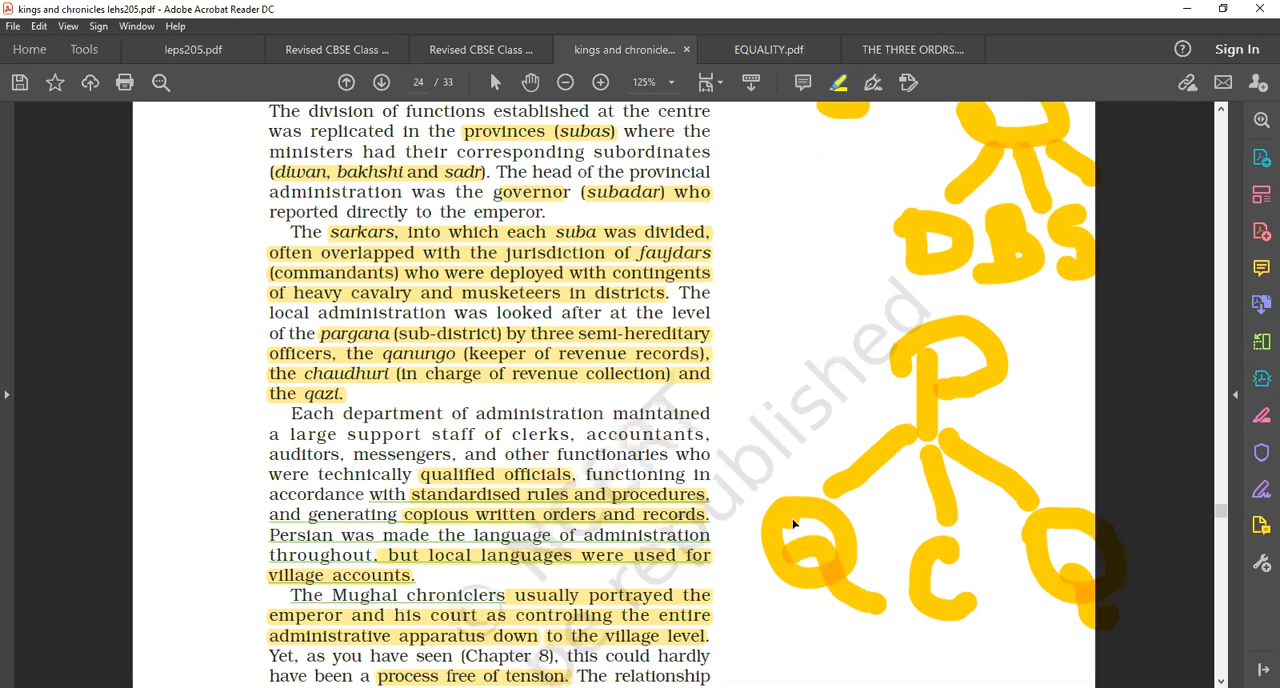 kings and chronicles lehs205.pdf - Adobe Acrobat Reader DC
File Edit View Sign Window Help
Home Tools leps205.pdf Revised CBSE Class ... Revised CBSE Class ... kings and chronicle... × EQUALITY.pdf THE THREE ORDRS.... Sign In
24 / 33 125%
The division of functions established at the centre
was replicated in the provinces (subas) where the
ministers had their corresponding subordinates
(diwan, bakhshi and sadr). The head of the provincial
administration was the governor (subadar) who
reported directly to the emperor.
The sarkars, into which each suba was divided,
often overlapped with the jurisdiction of faujdars
(commandants) who were deployed with contingents
of heavy cavalry and musketeers in districts. The
local administration was looked after at the level
of the pargana (sub-district) by three semi-hereditary
officers, the qanungo (keeper of revenue records),
the chaudhuri (in charge of revenue collection) and
the qazi.
Each department of administration maintained
a large support staff of clerks, accountants,
auditors, messengers, and other functionaries who
were technically qualified officials, functioning in
accordance with standardised rules and procedures,
and generating copious written orders and records.
Persian was made the language of administration
throughout, but local languages were used for
village accounts.
The Mughal chroniclers usually portrayed the
emperor and his court as controlling the entire
administrative apparatus down to the village level.
Yet, as you have seen (Chapter 8), this could hardly
have been a process free of tension. The relationship
D B S
P
Q C Q
© NCERT
be republished